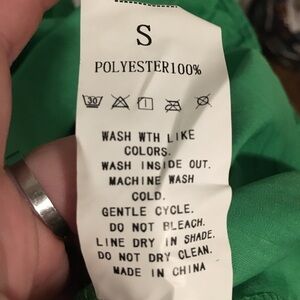 S
POLYESTER100%
30
WASH WTH LIKE
COLORS.
WASH INSIDE OUT.
MACHINE WASH
COLD.
GENTLE CYCLE.
DO NOT BLEACH.
LINE DRY IN SHADE.
DO NOT DRY CLEAN.
MADE IN CHINA